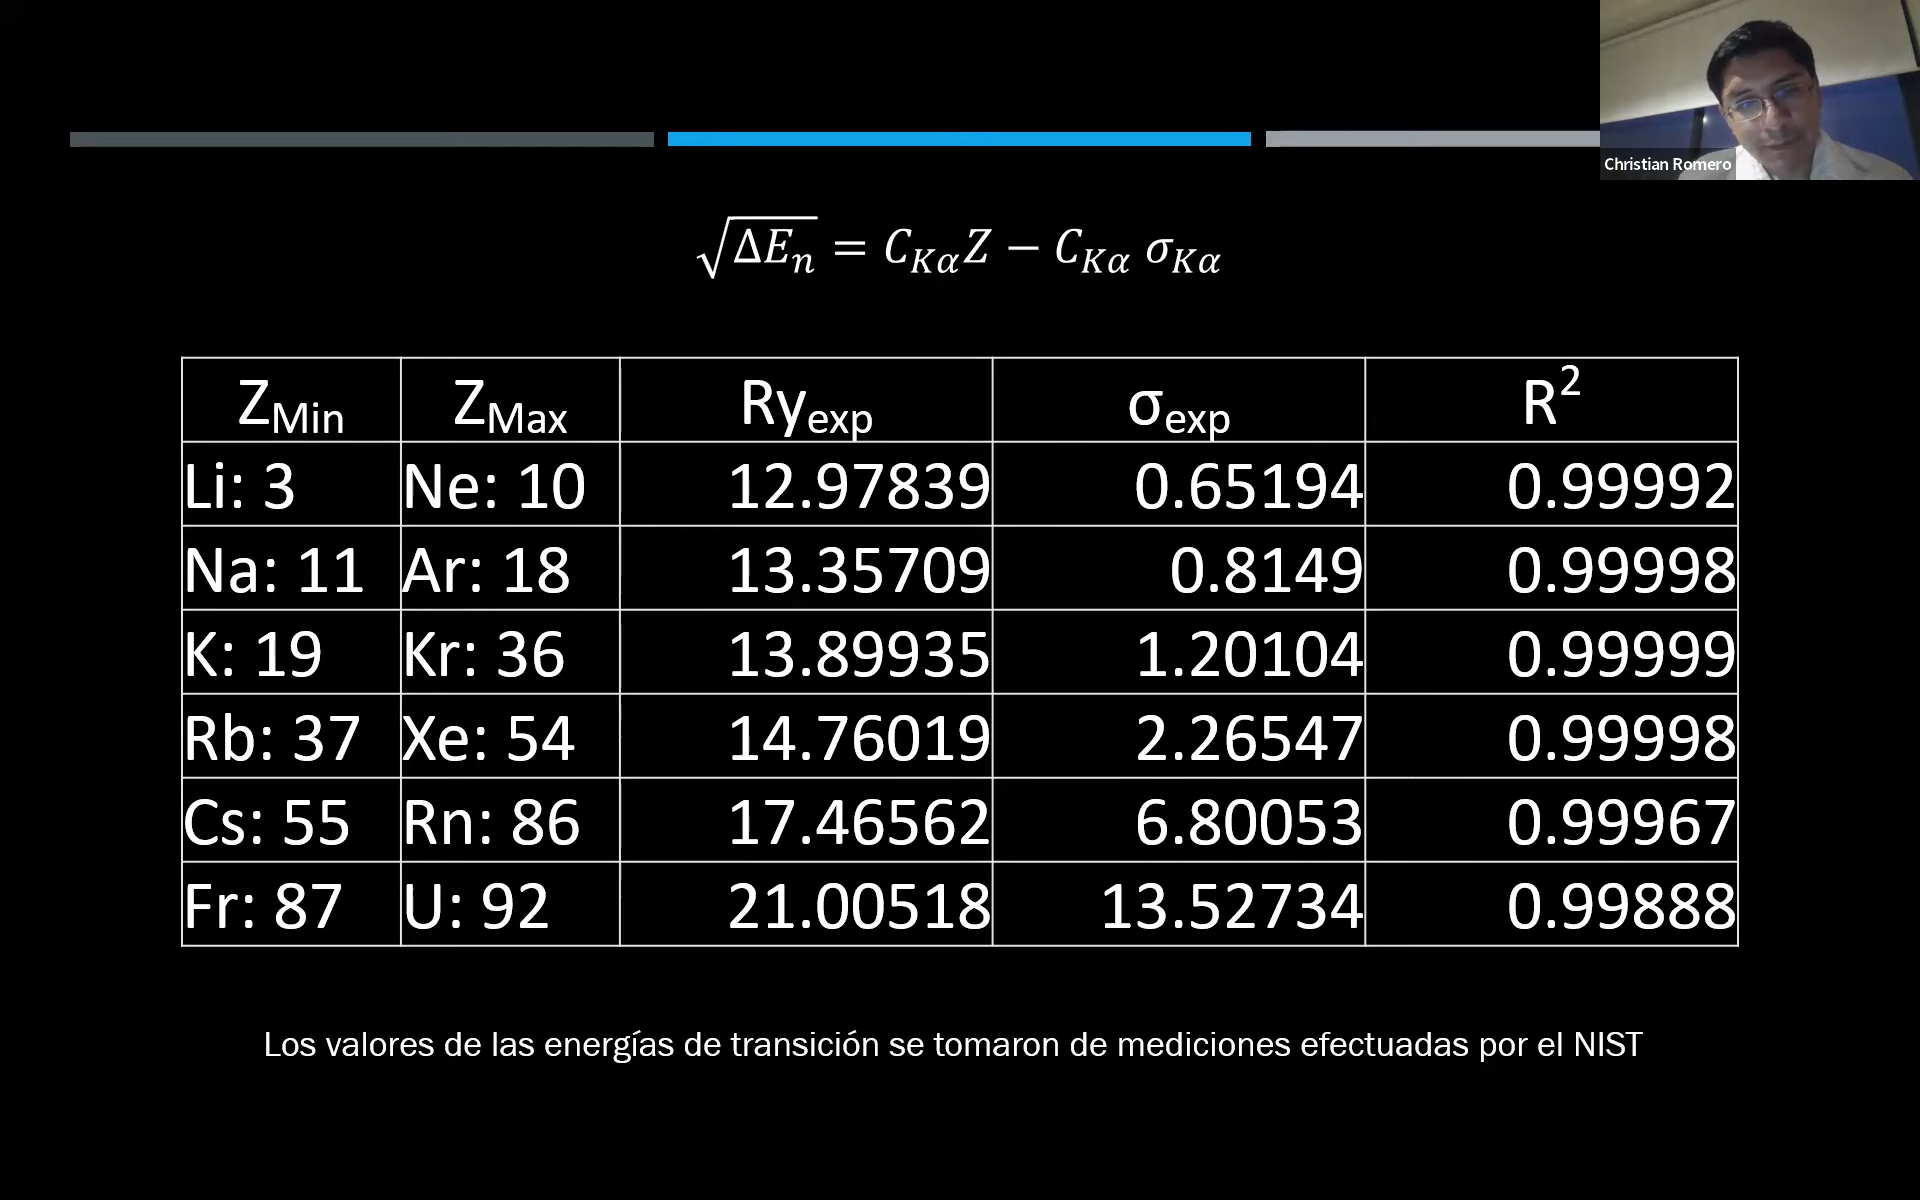 Christian Romero
√ΔEₙ = C_Kα Z − C_Kα σ_Kα
Z_Min Z_Max Ry_exp σ_exp R²
Li: 3 Ne: 10 12.97839 0.65194 0.99992
Na: 11 Ar: 18 13.35709 0.8149 0.99998
K: 19 Kr: 36 13.89935 1.20104 0.99999
Rb: 37 Xe: 54 14.76019 2.26547 0.99998
Cs: 55 Rn: 86 17.46562 6.80053 0.99967
Fr: 87 U: 92 21.00518 13.52734 0.99888
Los valores de las energías de transición se tomaron de mediciones efectuadas por el NIST